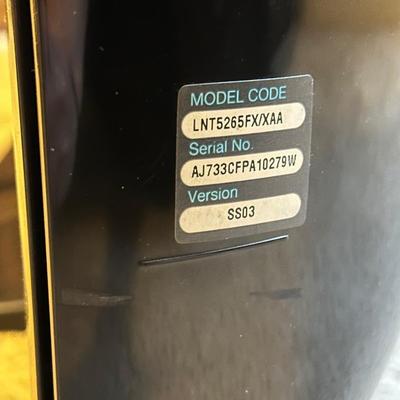 MODEL CODE
LNT5265FX/XAA
Serial No.
AJ733CFPA10279W
Version
SS03